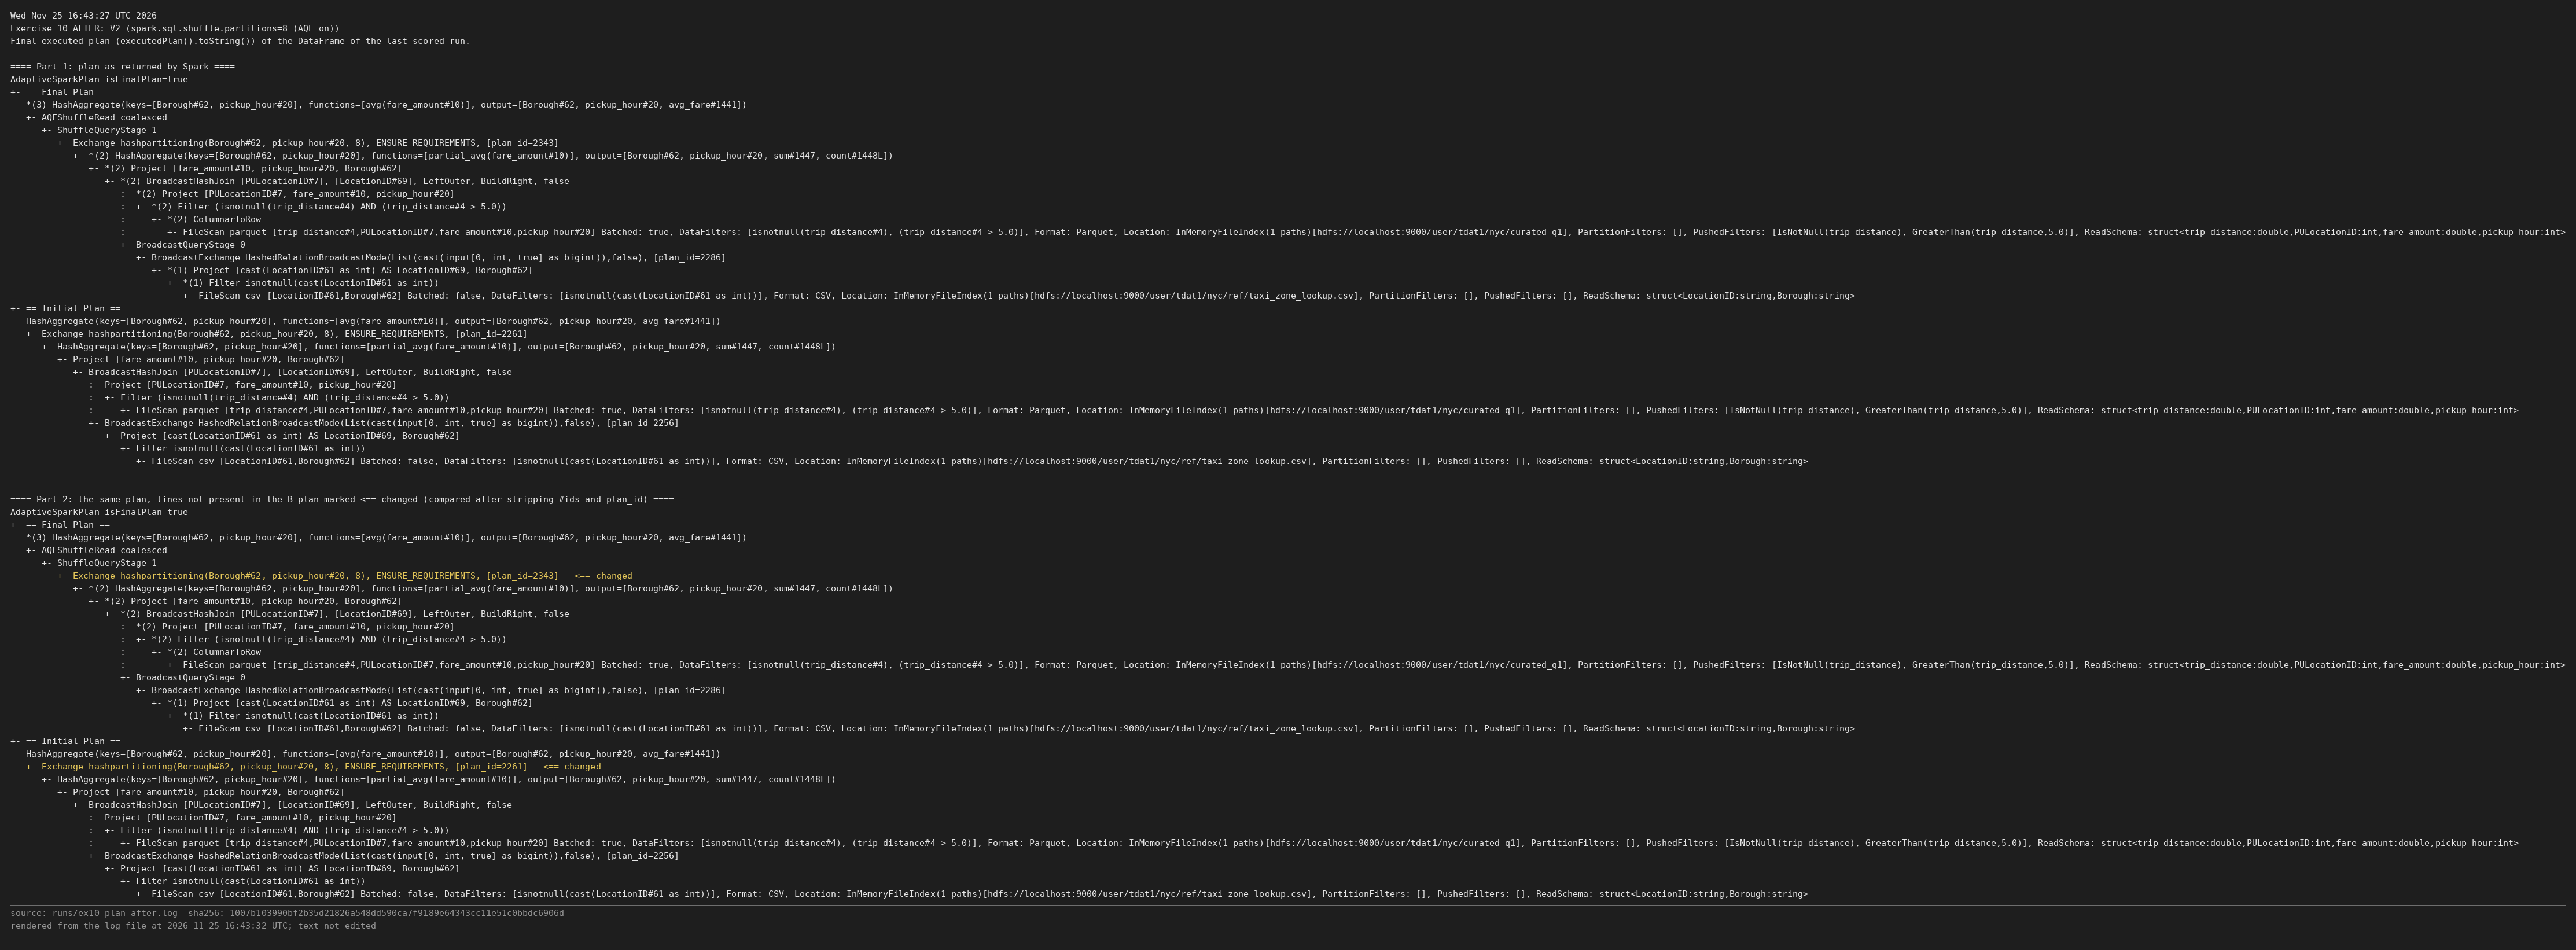 Wed Nov 25 16:43:27 UTC 2026
Exercise 10 AFTER: V2 (spark.sql.shuffle.partitions=8 (AQE on))
Final executed plan (executedPlan().toString()) of the DataFrame of the last scored run.

==== Part 1: plan as returned by Spark ====
AdaptiveSparkPlan isFinalPlan=true
+- == Final Plan ==
   *(3) HashAggregate(keys=[Borough#62, pickup_hour#20], functions=[avg(fare_amount#10)], output=[Borough#62, pickup_hour#20, avg_fare#1441])
   +- AQEShuffleRead coalesced
      +- ShuffleQueryStage 1
         +- Exchange hashpartitioning(Borough#62, pickup_hour#20, 8), ENSURE_REQUIREMENTS, [plan_id=2343]
            +- *(2) HashAggregate(keys=[Borough#62, pickup_hour#20], functions=[partial_avg(fare_amount#10)], output=[Borough#62, pickup_hour#20, sum#1447, count#1448L])
               +- *(2) Project [fare_amount#10, pickup_hour#20, Borough#62]
                  +- *(2) BroadcastHashJoin [PULocationID#7], [LocationID#69], LeftOuter, BuildRight, false
                     :- *(2) Project [PULocationID#7, fare_amount#10, pickup_hour#20]
                     :  +- *(2) Filter (isnotnull(trip_distance#4) AND (trip_distance#4 > 5.0))
                     :     +- *(2) ColumnarToRow
                     :        +- FileScan parquet [trip_distance#4,PULocationID#7,fare_amount#10,pickup_hour#20] Batched: true, DataFilters: [isnotnull(trip_distance#4), (trip_distance#4 > 5.0)], Format: Parquet, Location: InMemoryFileIndex(1 paths)[hdfs://localhost:9000/user/tdat1/nyc/curated_q1], PartitionFilters: [], PushedFilters: [IsNotNull(trip_distance), GreaterThan(trip_distance,5.0)], ReadSchema: struct<trip_distance:double,PULocationID:int,fare_amount:double,pickup_hour:int>
                     +- BroadcastQueryStage 0
                        +- BroadcastExchange HashedRelationBroadcastMode(List(cast(input[0, int, true] as bigint)),false), [plan_id=2286]
                           +- *(1) Project [cast(LocationID#61 as int) AS LocationID#69, Borough#62]
                              +- *(1) Filter isnotnull(cast(LocationID#61 as int))
                                 +- FileScan csv [LocationID#61,Borough#62] Batched: false, DataFilters: [isnotnull(cast(LocationID#61 as int))], Format: CSV, Location: InMemoryFileIndex(1 paths)[hdfs://localhost:9000/user/tdat1/nyc/ref/taxi_zone_lookup.csv], PartitionFilters: [], PushedFilters: [], ReadSchema: struct<LocationID:string,Borough:string>
+- == Initial Plan ==
   HashAggregate(keys=[Borough#62, pickup_hour#20], functions=[avg(fare_amount#10)], output=[Borough#62, pickup_hour#20, avg_fare#1441])
   +- Exchange hashpartitioning(Borough#62, pickup_hour#20, 8), ENSURE_REQUIREMENTS, [plan_id=2261]
      +- HashAggregate(keys=[Borough#62, pickup_hour#20], functions=[partial_avg(fare_amount#10)], output=[Borough#62, pickup_hour#20, sum#1447, count#1448L])
         +- Project [fare_amount#10, pickup_hour#20, Borough#62]
            +- BroadcastHashJoin [PULocationID#7], [LocationID#69], LeftOuter, BuildRight, false
               :- Project [PULocationID#7, fare_amount#10, pickup_hour#20]
               :  +- Filter (isnotnull(trip_distance#4) AND (trip_distance#4 > 5.0))
               :     +- FileScan parquet [trip_distance#4,PULocationID#7,fare_amount#10,pickup_hour#20] Batched: true, DataFilters: [isnotnull(trip_distance#4), (trip_distance#4 > 5.0)], Format: Parquet, Location: InMemoryFileIndex(1 paths)[hdfs://localhost:9000/user/tdat1/nyc/curated_q1], PartitionFilters: [], PushedFilters: [IsNotNull(trip_distance), GreaterThan(trip_distance,5.0)], ReadSchema: struct<trip_distance:double,PULocationID:int,fare_amount:double,pickup_hour:int>
               +- BroadcastExchange HashedRelationBroadcastMode(List(cast(input[0, int, true] as bigint)),false), [plan_id=2256]
                  +- Project [cast(LocationID#61 as int) AS LocationID#69, Borough#62]
                     +- Filter isnotnull(cast(LocationID#61 as int))
                        +- FileScan csv [LocationID#61,Borough#62] Batched: false, DataFilters: [isnotnull(cast(LocationID#61 as int))], Format: CSV, Location: InMemoryFileIndex(1 paths)[hdfs://localhost:9000/user/tdat1/nyc/ref/taxi_zone_lookup.csv], PartitionFilters: [], PushedFilters: [], ReadSchema: struct<LocationID:string,Borough:string>

==== Part 2: the same plan, lines not present in the B plan marked <== changed (compared after stripping #ids and plan_id) ====
AdaptiveSparkPlan isFinalPlan=true
+- == Final Plan ==
   *(3) HashAggregate(keys=[Borough#62, pickup_hour#20], functions=[avg(fare_amount#10)], output=[Borough#62, pickup_hour#20, avg_fare#1441])
   +- AQEShuffleRead coalesced
      +- ShuffleQueryStage 1
         +- Exchange hashpartitioning(Borough#62, pickup_hour#20, 8), ENSURE_REQUIREMENTS, [plan_id=2343]   <== changed
            +- *(2) HashAggregate(keys=[Borough#62, pickup_hour#20], functions=[partial_avg(fare_amount#10)], output=[Borough#62, pickup_hour#20, sum#1447, count#1448L])
               +- *(2) Project [fare_amount#10, pickup_hour#20, Borough#62]
                  +- *(2) BroadcastHashJoin [PULocationID#7], [LocationID#69], LeftOuter, BuildRight, false
                     :- *(2) Project [PULocationID#7, fare_amount#10, pickup_hour#20]
                     :  +- *(2) Filter (isnotnull(trip_distance#4) AND (trip_distance#4 > 5.0))
                     :     +- *(2) ColumnarToRow
                     :        +- FileScan parquet [trip_distance#4,PULocationID#7,fare_amount#10,pickup_hour#20] Batched: true, DataFilters: [isnotnull(trip_distance#4), (trip_distance#4 > 5.0)], Format: Parquet, Location: InMemoryFileIndex(1 paths)[hdfs://localhost:9000/user/tdat1/nyc/curated_q1], PartitionFilters: [], PushedFilters: [IsNotNull(trip_distance), GreaterThan(trip_distance,5.0)], ReadSchema: struct<trip_distance:double,PULocationID:int,fare_amount:double,pickup_hour:int>
                     +- BroadcastQueryStage 0
                        +- BroadcastExchange HashedRelationBroadcastMode(List(cast(input[0, int, true] as bigint)),false), [plan_id=2286]
                           +- *(1) Project [cast(LocationID#61 as int) AS LocationID#69, Borough#62]
                              +- *(1) Filter isnotnull(cast(LocationID#61 as int))
                                 +- FileScan csv [LocationID#61,Borough#62] Batched: false, DataFilters: [isnotnull(cast(LocationID#61 as int))], Format: CSV, Location: InMemoryFileIndex(1 paths)[hdfs://localhost:9000/user/tdat1/nyc/ref/taxi_zone_lookup.csv], PartitionFilters: [], PushedFilters: [], ReadSchema: struct<LocationID:string,Borough:string>
+- == Initial Plan ==
   HashAggregate(keys=[Borough#62, pickup_hour#20], functions=[avg(fare_amount#10)], output=[Borough#62, pickup_hour#20, avg_fare#1441])
   +- Exchange hashpartitioning(Borough#62, pickup_hour#20, 8), ENSURE_REQUIREMENTS, [plan_id=2261]   <== changed
      +- HashAggregate(keys=[Borough#62, pickup_hour#20], functions=[partial_avg(fare_amount#10)], output=[Borough#62, pickup_hour#20, sum#1447, count#1448L])
         +- Project [fare_amount#10, pickup_hour#20, Borough#62]
            +- BroadcastHashJoin [PULocationID#7], [LocationID#69], LeftOuter, BuildRight, false
               :- Project [PULocationID#7, fare_amount#10, pickup_hour#20]
               :  +- Filter (isnotnull(trip_distance#4) AND (trip_distance#4 > 5.0))
               :     +- FileScan parquet [trip_distance#4,PULocationID#7,fare_amount#10,pickup_hour#20] Batched: true, DataFilters: [isnotnull(trip_distance#4), (trip_distance#4 > 5.0)], Format: Parquet, Location: InMemoryFileIndex(1 paths)[hdfs://localhost:9000/user/tdat1/nyc/curated_q1], PartitionFilters: [], PushedFilters: [IsNotNull(trip_distance), GreaterThan(trip_distance,5.0)], ReadSchema: struct<trip_distance:double,PULocationID:int,fare_amount:double,pickup_hour:int>
               +- BroadcastExchange HashedRelationBroadcastMode(List(cast(input[0, int, true] as bigint)),false), [plan_id=2256]
                  +- Project [cast(LocationID#61 as int) AS LocationID#69, Borough#62]
                     +- Filter isnotnull(cast(LocationID#61 as int))
                        +- FileScan csv [LocationID#61,Borough#62] Batched: false, DataFilters: [isnotnull(cast(LocationID#61 as int))], Format: CSV, Location: InMemoryFileIndex(1 paths)[hdfs://localhost:9000/user/tdat1/nyc/ref/taxi_zone_lookup.csv], PartitionFilters: [], PushedFilters: [], ReadSchema: struct<LocationID:string,Borough:string>
source: runs/ex10_plan_after.log  sha256: 1007b103990bf2b35d21826a548dd590ca7f9189e64343cc11e51c0bbdc6906d
rendered from the log file at 2026-11-25 16:43:32 UTC; text not edited